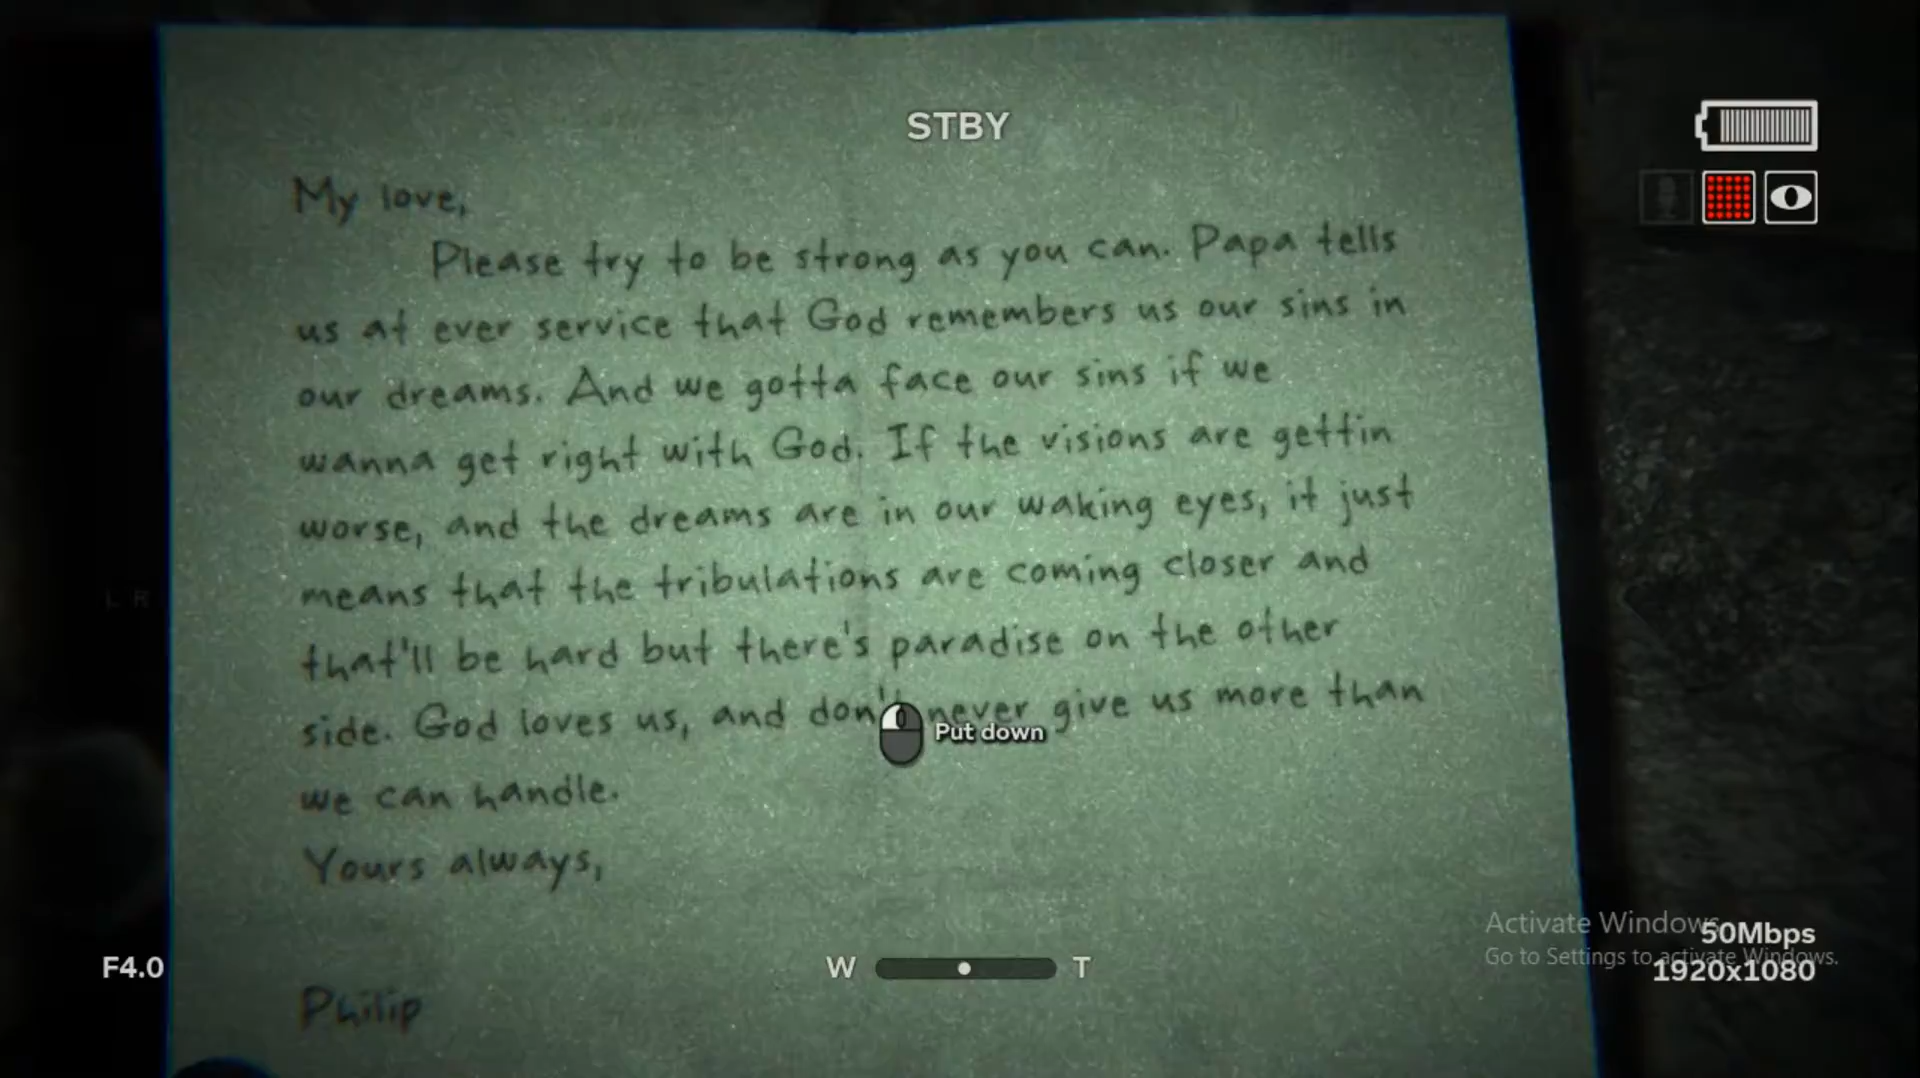 STBY
My love,
Please try to be strong as you can. Papa tells
us at ever service that God remembers us our sins in
our dreams. And we gotta face our sins if we
wanna get right with God. If the visions are gettin
worse, and the dreams are in our waking eyes, it just
means that the tribulations are coming closer and
that'll be hard but there's paradise on the other
side. God loves us, and don't never give us more than
Put down
we can handle.
Yours always,
Philip
L R
F4.0
W T
Activate Windows
Go to Settings to activate Windows.
50Mbps
1920x1080